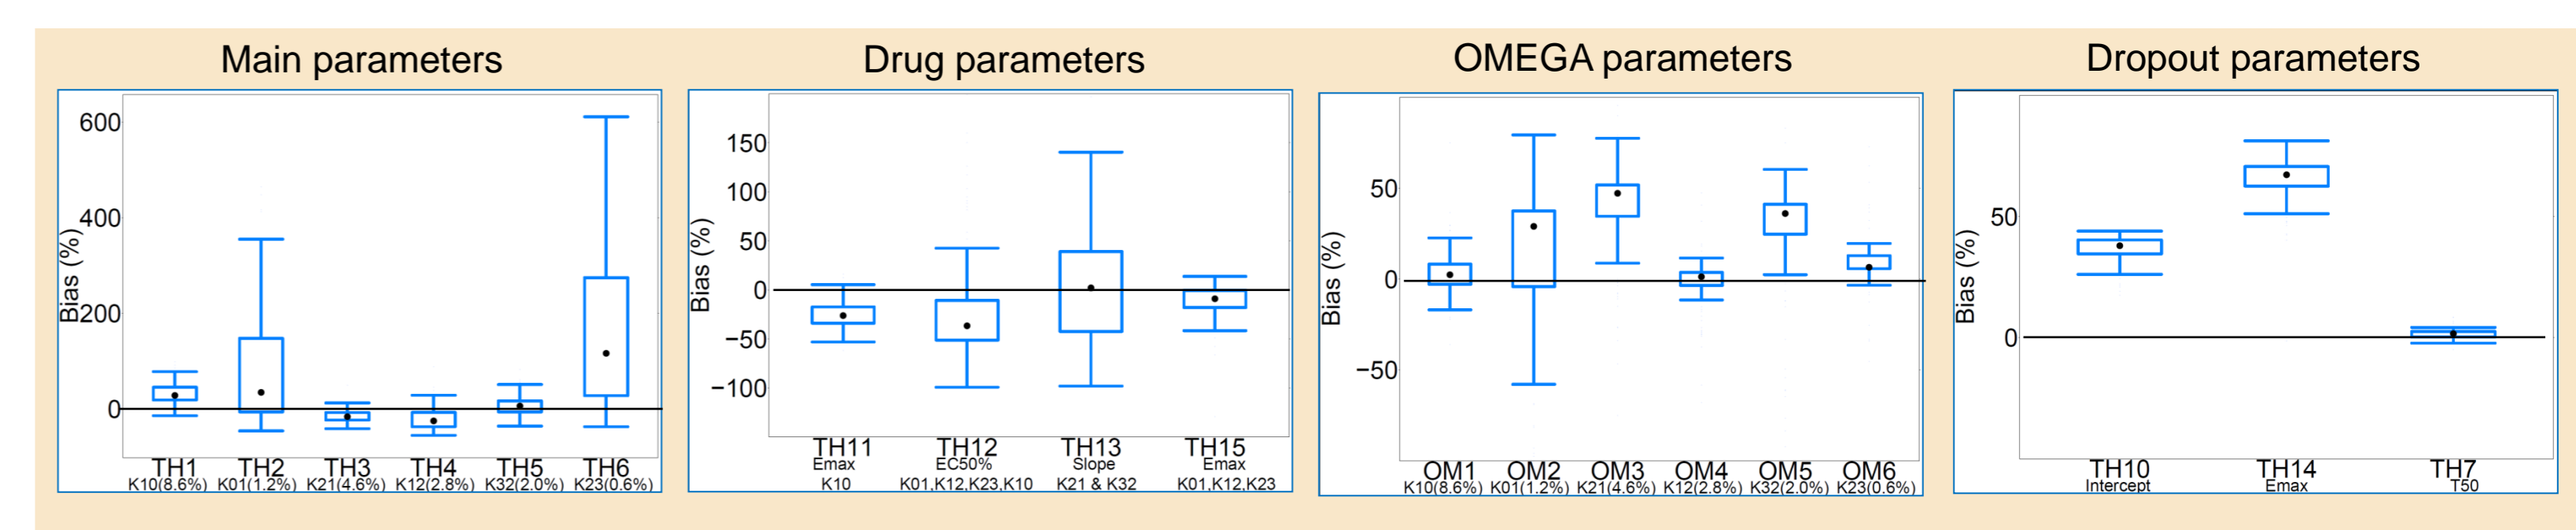 Main parameters
Bias (%)
600
400
200
0
TH1 TH2 TH3 TH4 TH5 TH6
K10(8.6%) K01(1.2%) K21(4.6%) K12(2.8%) K32(2.0%) K23(0.6%)
Drug parameters
Bias (%)
150
100
50
0
−50
−100
TH11 TH12 TH13 TH15
Emax EC50% Slope Emax
K10 K01,K12,K23,K10 K21 & K32 K01,K12,K23
OMEGA parameters
Bias (%)
50
0
−50
OM1 OM2 OM3 OM4 OM5 OM6
K10(8.6%) K01(1.2%) K21(4.6%) K12(2.8%) K32(2.0%) K23(0.6%)
Dropout parameters
Bias (%)
50
0
TH10 TH14 TH7
Intercept Emax T50